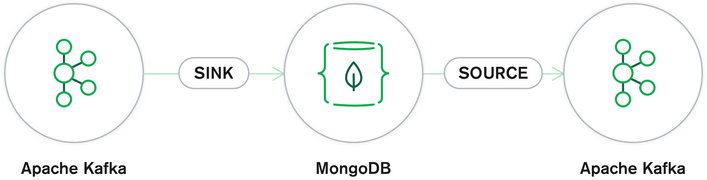 SINK
SOURCE
Apache Kafka
MongoDB
Apache Kafka